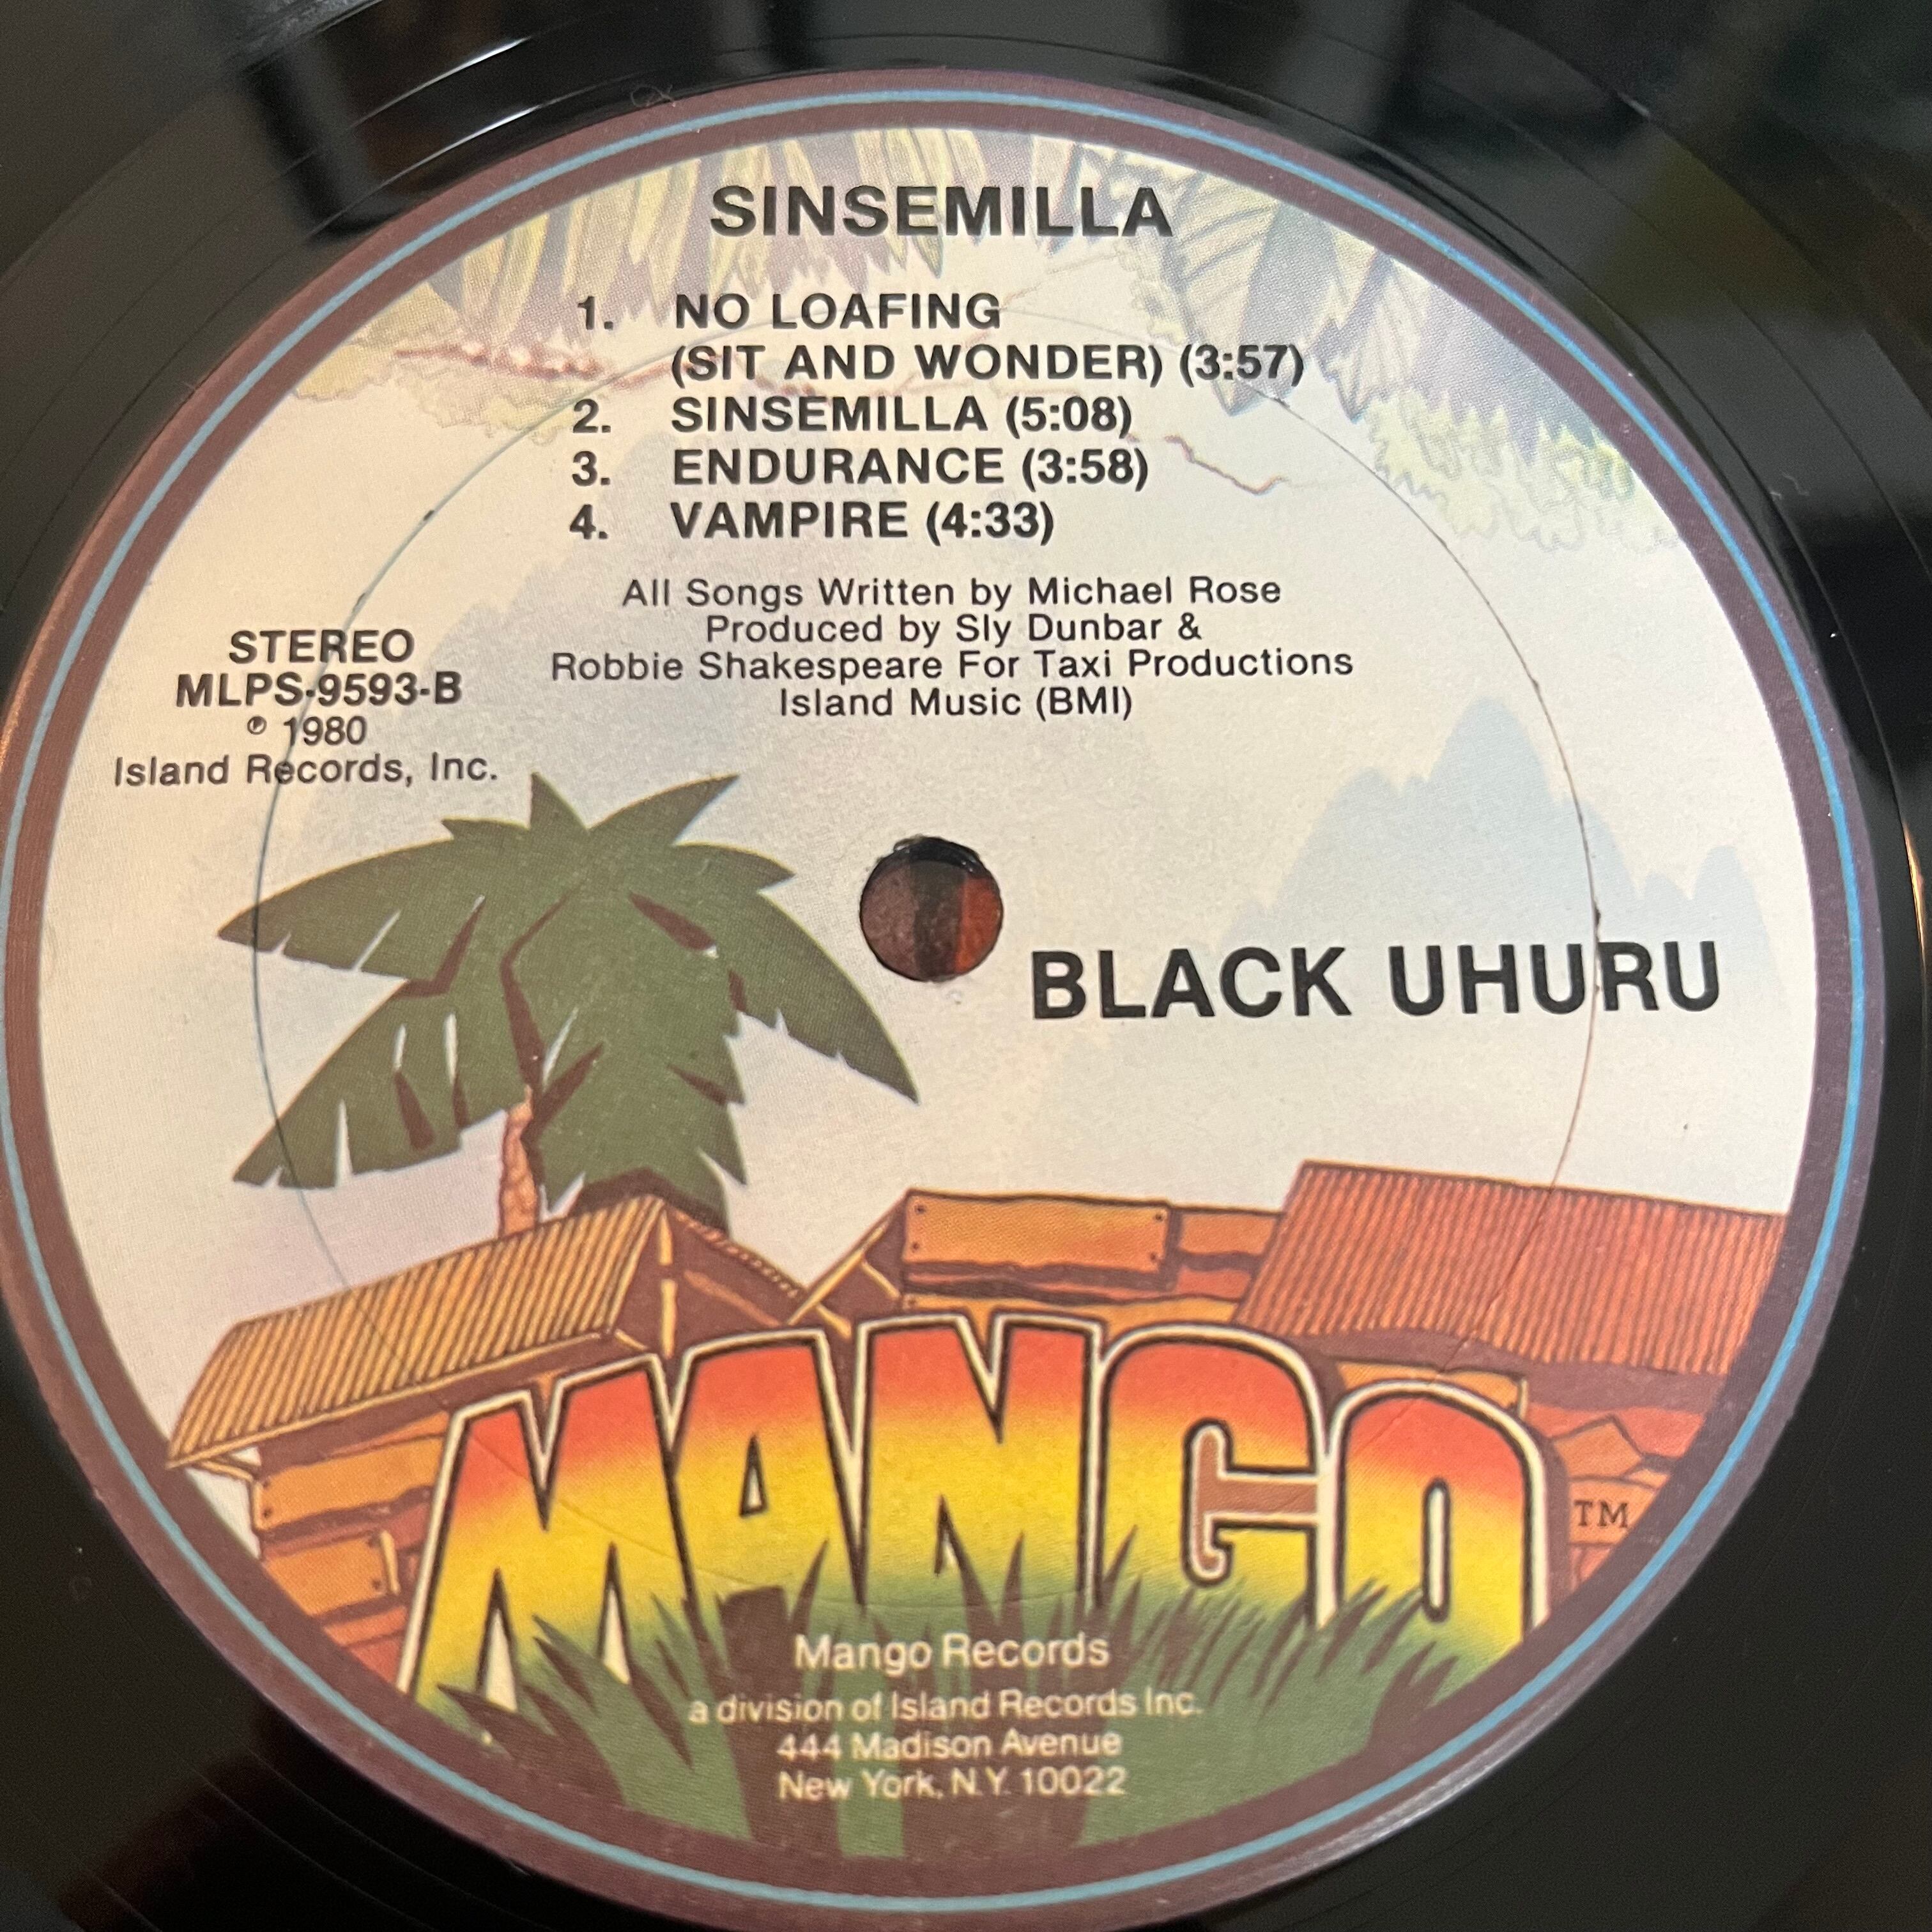 SINSEMILLA
1. NO LOAFING
(SIT AND WONDER) (3:57)
2. SINSEMILLA (5:08)
3. ENDURANCE (3:58)
4. VAMPIRE (4:33)
All Songs Written by Michael Rose
Produced by Sly Dunbar &
Robbie Shakespeare For Taxi Productions
Island Music (BMI)
STEREO
MLPS-9593-B
℗ 1980
Island Records, Inc.
BLACK UHURU
MANGO TM
Mango Records
a division of Island Records Inc.
444 Madison Avenue
New York, N.Y. 10022